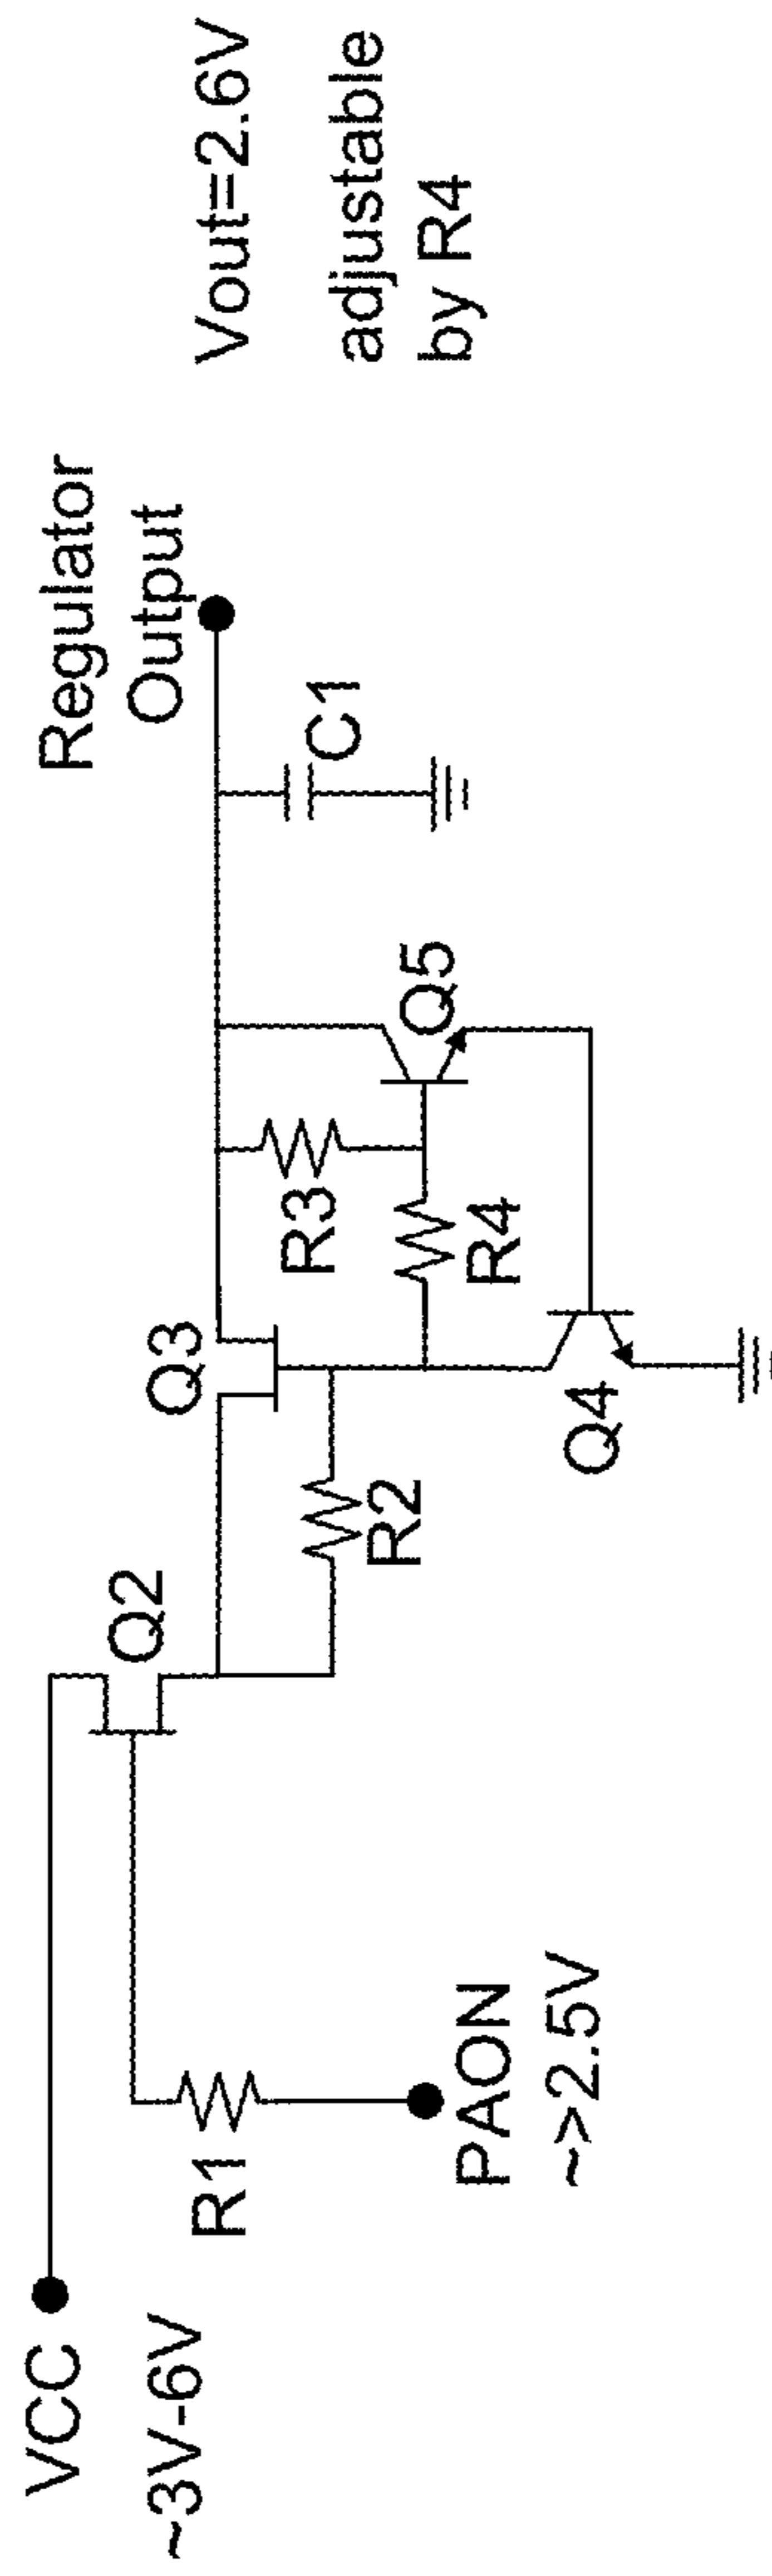 VCC
~3V-6V
R1
PAON
~>2.5V
Q2
R2
Q3
R3
R4
Q4
Q5
C1
Regulator
Output
Vout=2.6V
adjustable
by R4